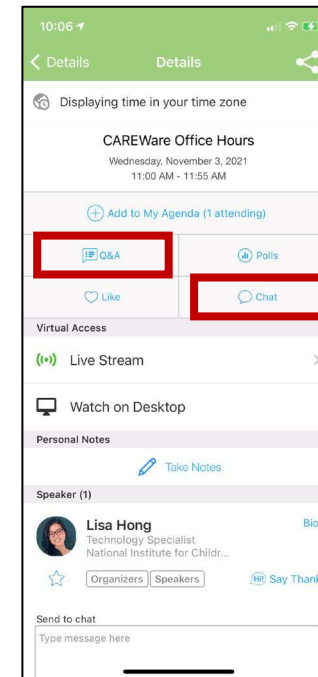 10:06
Details
Details
Displaying time in your time zone
CAREWare Office Hours
Wednesday, November 3, 2021
11:00 AM - 11:55 AM
Add to My Agenda (1 attending)
Q&A
Polls
Like
Chat
Virtual Access
Live Stream
Watch on Desktop
Personal Notes
Take Notes
Speaker (1)
Lisa Hong
Bio
Technology Specialist
National Institute for Childr...
Organizers
Speakers
Hi! Say Thank
Send to chat
Type message here